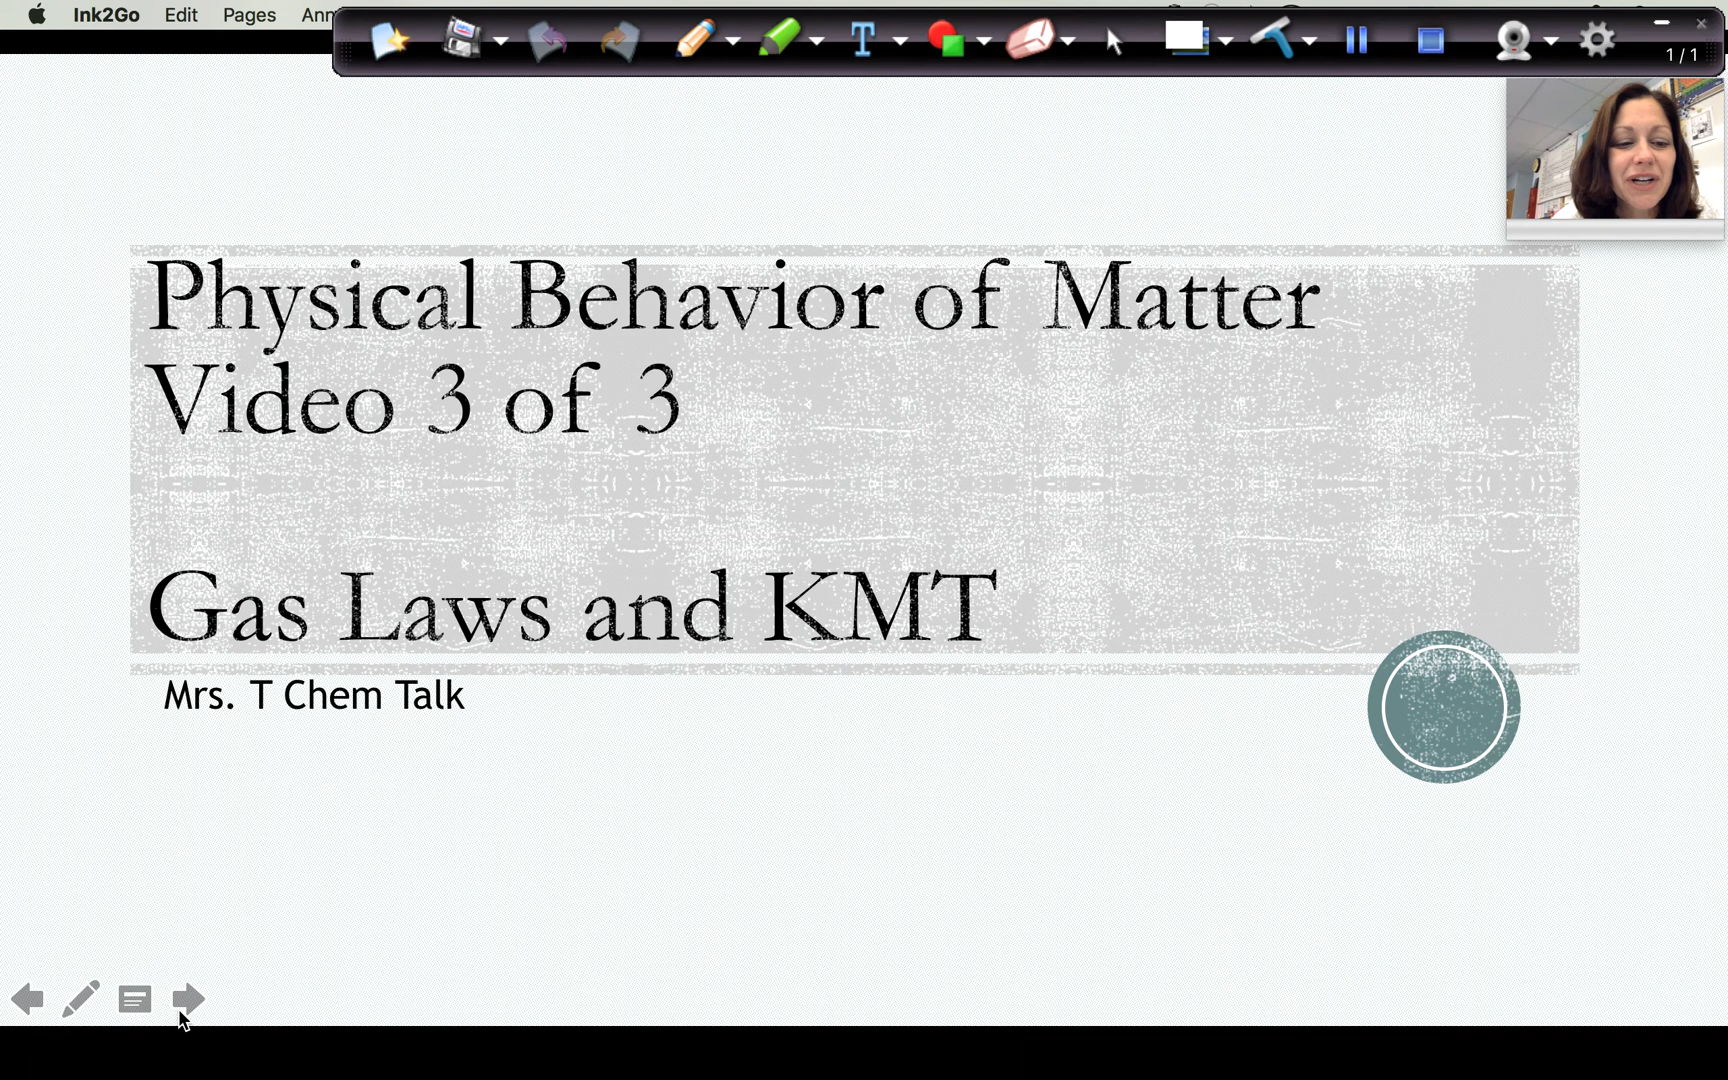 Ink2Go Edit Pages
1/1
Physical Behavior of Matter
Video 3 of 3
Gas Laws and KMT
Mrs. T Chem Talk